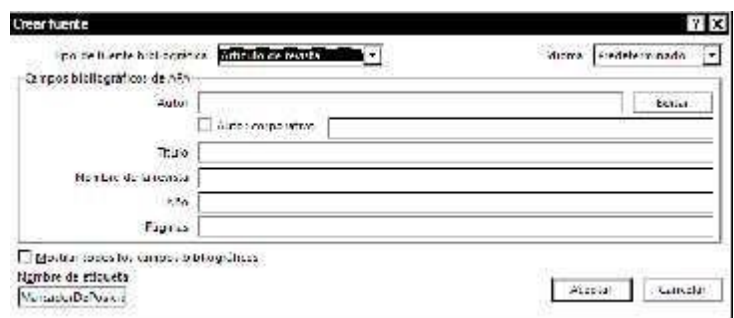 Crear fuente
Tipo de fuente bibliográfica Artículo de revista Idioma Predeterminado
Campos bibliográficos de APA
Autor Editar
Autor corporativo
Título
Nombre de la revista
Año
Páginas
Mostrar todos los campos bibliográficos
Nombre de etiqueta
MarcadorDePosici
Aceptar Cancelar